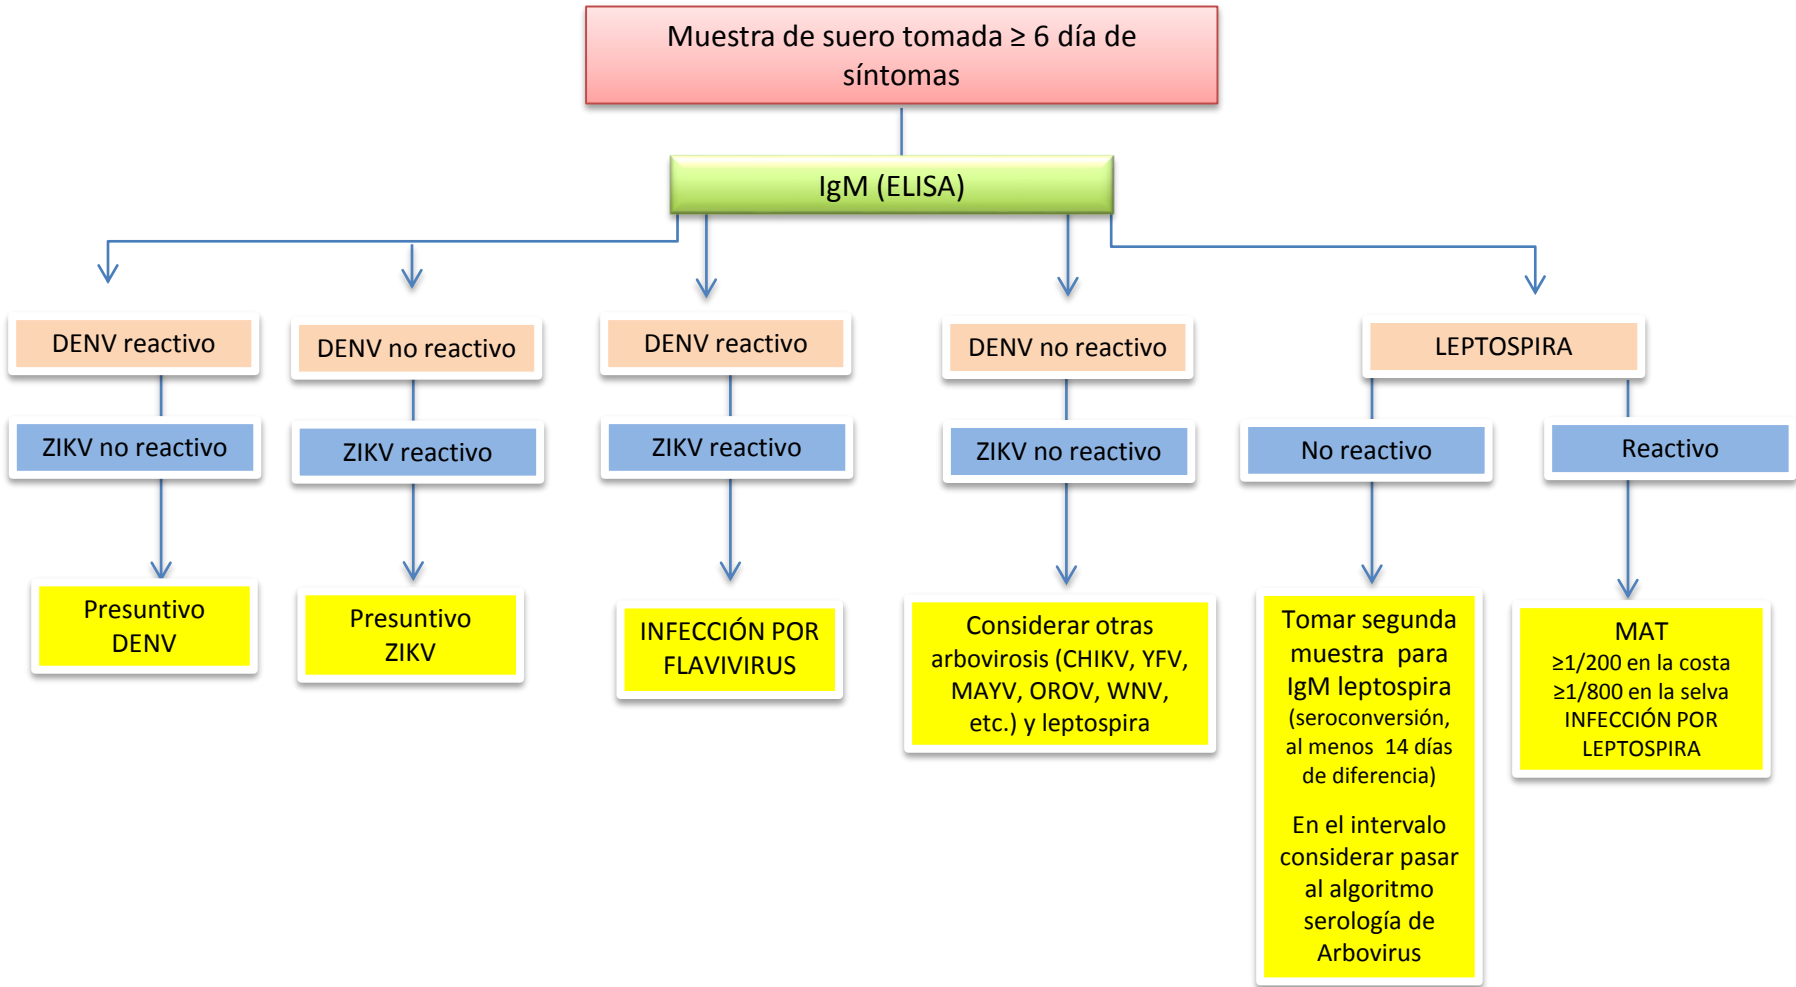 Muestra de suero tomada ≥ 6 día de
síntomas
IgM (ELISA)
DENV reactivo
DENV no reactivo
DENV reactivo
DENV no reactivo
LEPTOSPIRA
ZIKV no reactivo
ZIKV reactivo
ZIKV reactivo
ZIKV no reactivo
No reactivo
Reactivo
Presuntivo
DENV
Presuntivo
ZIKV
INFECCIÓN POR
FLAVIVIRUS
Considerar otras
arbovirosis (CHIKV, YFV,
MAYV, OROV, WNV,
etc.) y leptospira
Tomar segunda
muestra para
IgM leptospira
(seroconversión,
al menos 14 días
de diferencia)
En el intervalo
considerar pasar
al algoritmo
serología de
Arbovirus
MAT
≥1/200 en la costa
≥1/800 en la selva
INFECCIÓN POR
LEPTOSPIRA